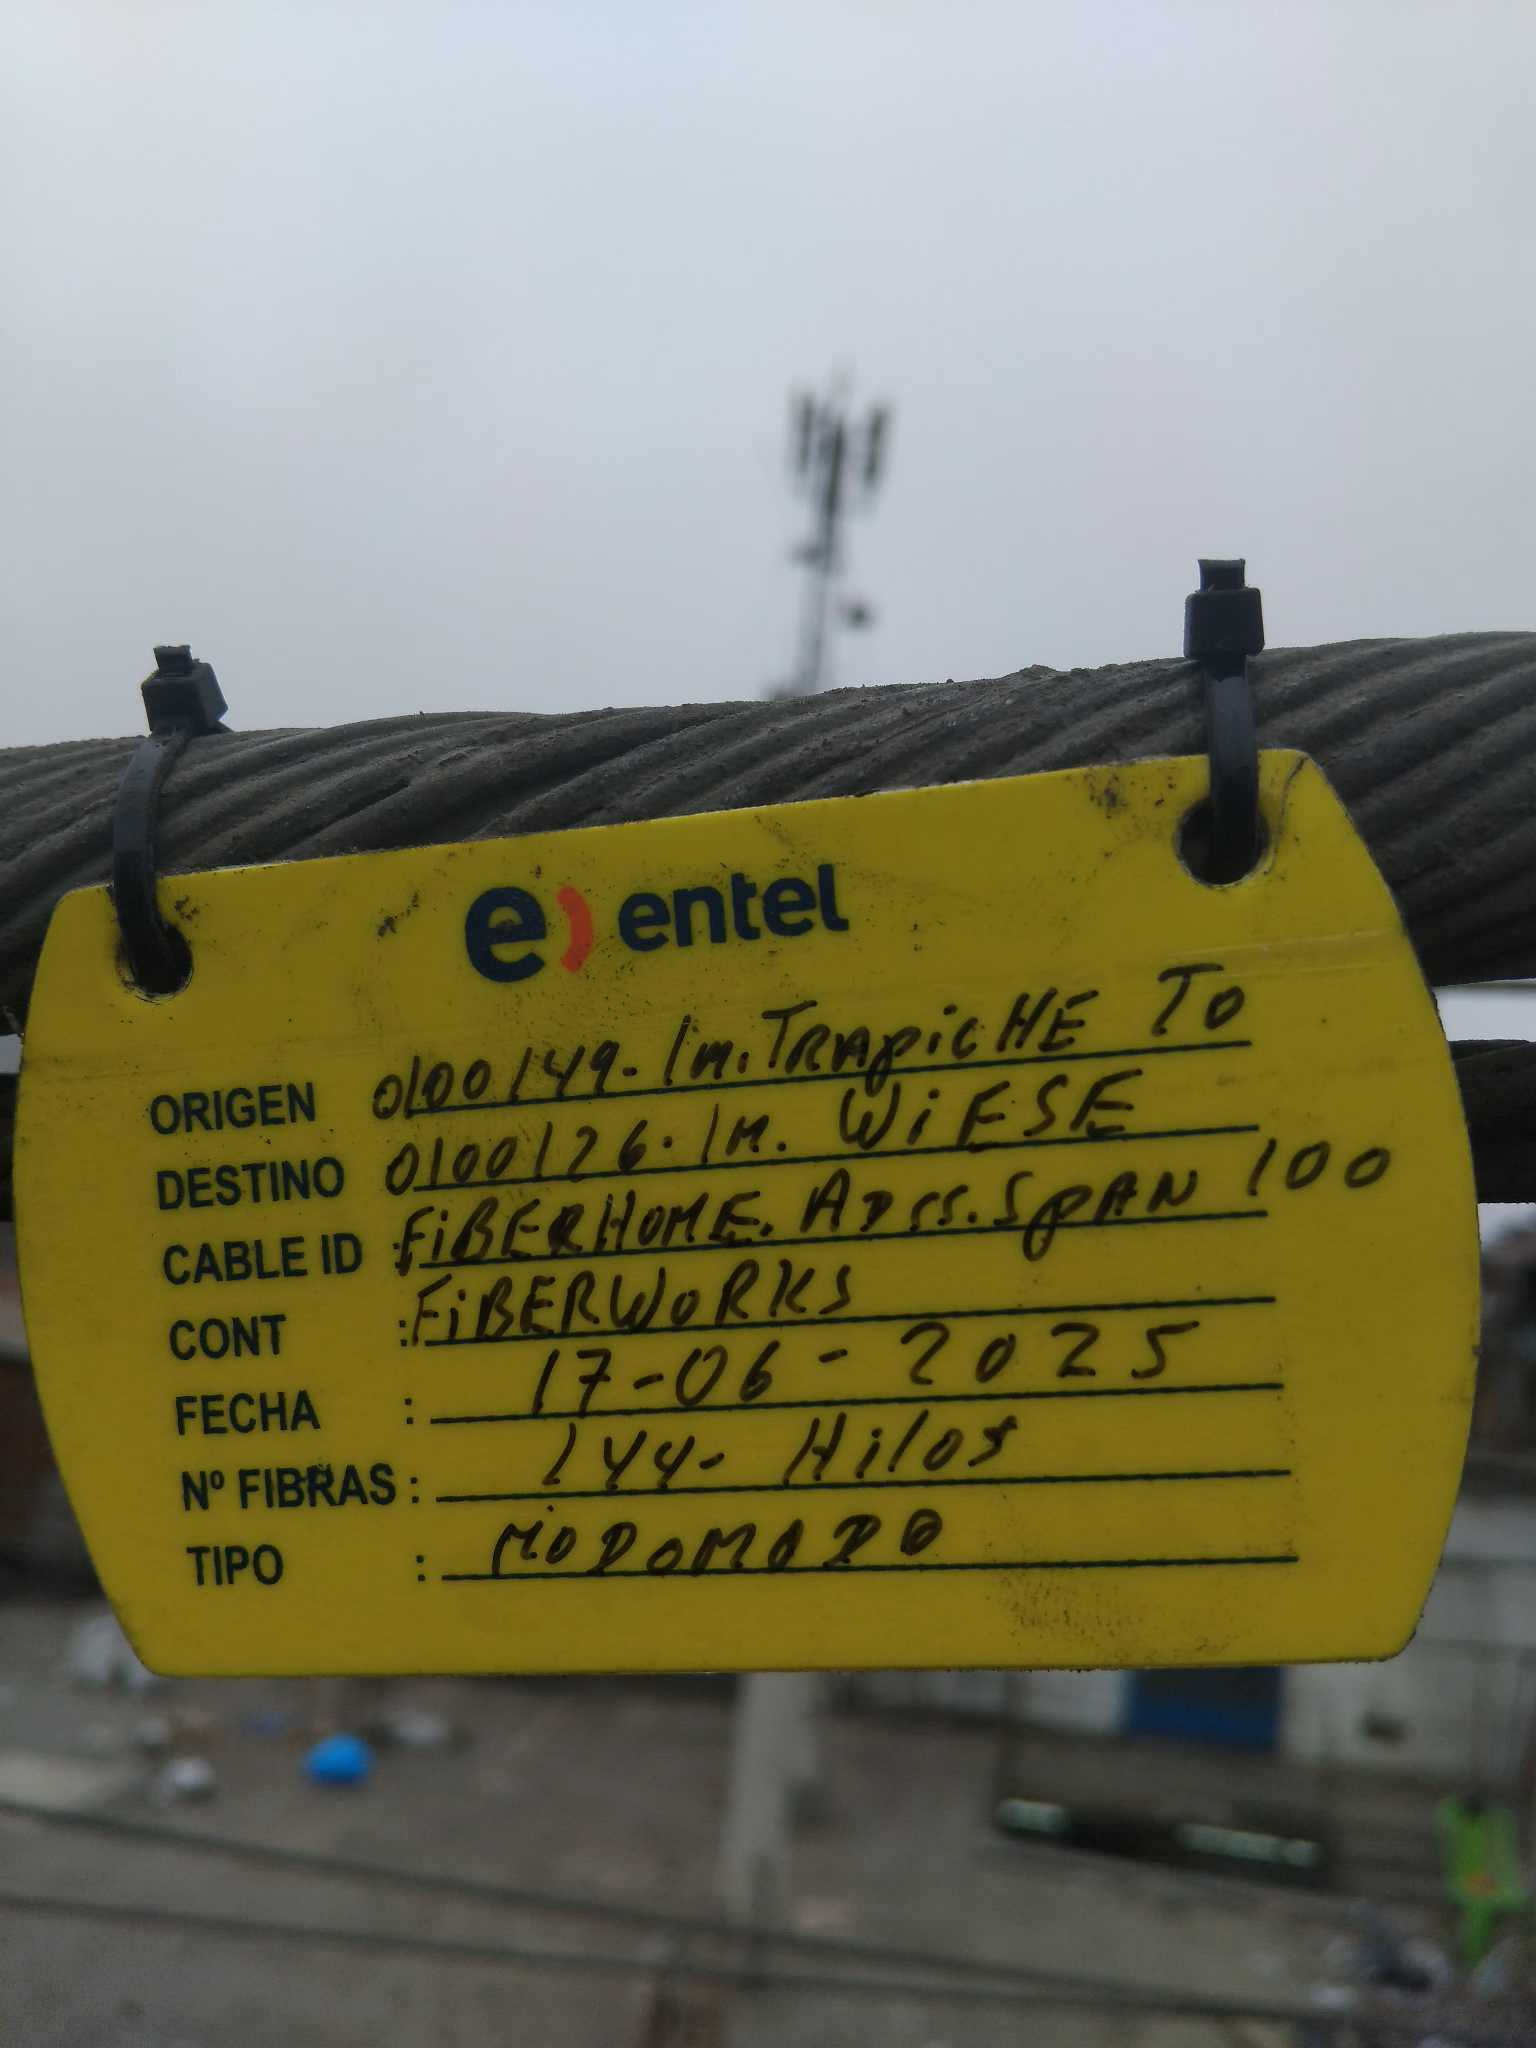 e) entel
ORIGEN 0100149-lm.TRApicHE To
DESTINO 0100126.lm. WiESE
CABLE ID : FiBERHOME. ADSS. SpAN 100
CONT : FiBERWORKS
FECHA : 17-06-2025
Nº FIBRAS : 144- Hilos
TIPO : MODOMADO